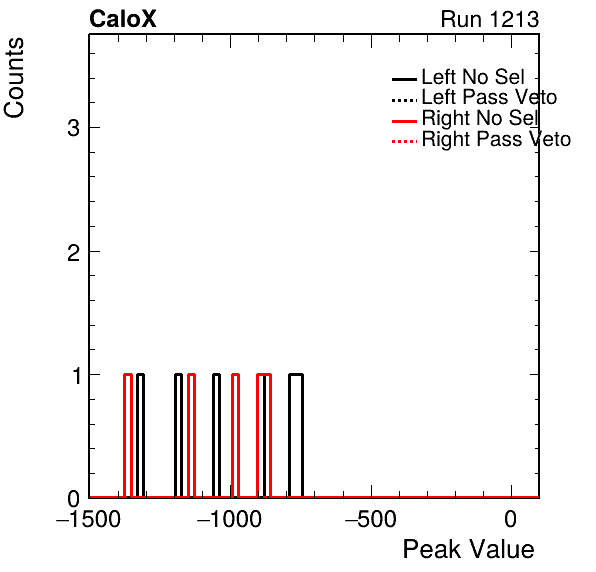 CaloX Run 1213
Counts
Left No Sel
Left Pass Veto
Right No Sel
Right Pass Veto
3
2
1
0
−1500 −1000 −500 0
Peak Value